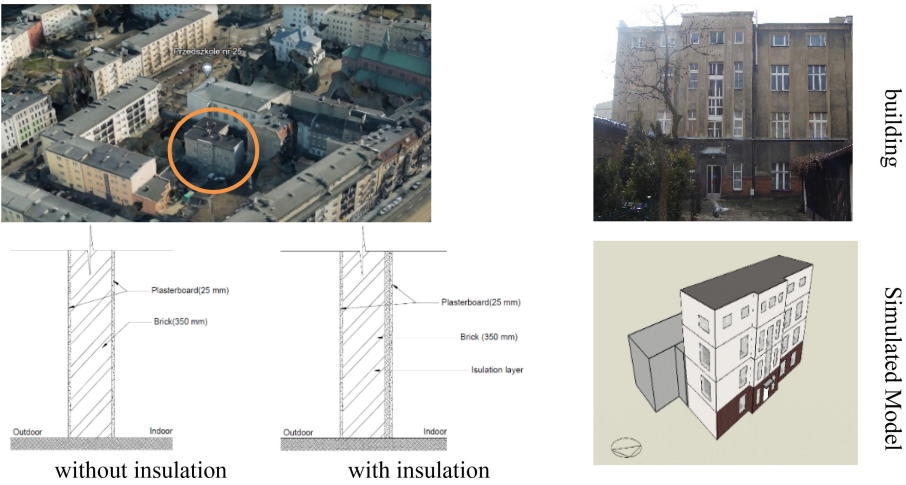 Przedszkole nr 25
building
Plasterboard(25 mm)
Brick(350 mm)
Outdoor
Indoor
without insulation
Plasterboard(25 mm)
Brick (350 mm)
Isulation layer
Outdoor
Indoor
with insulation
Simulated Model